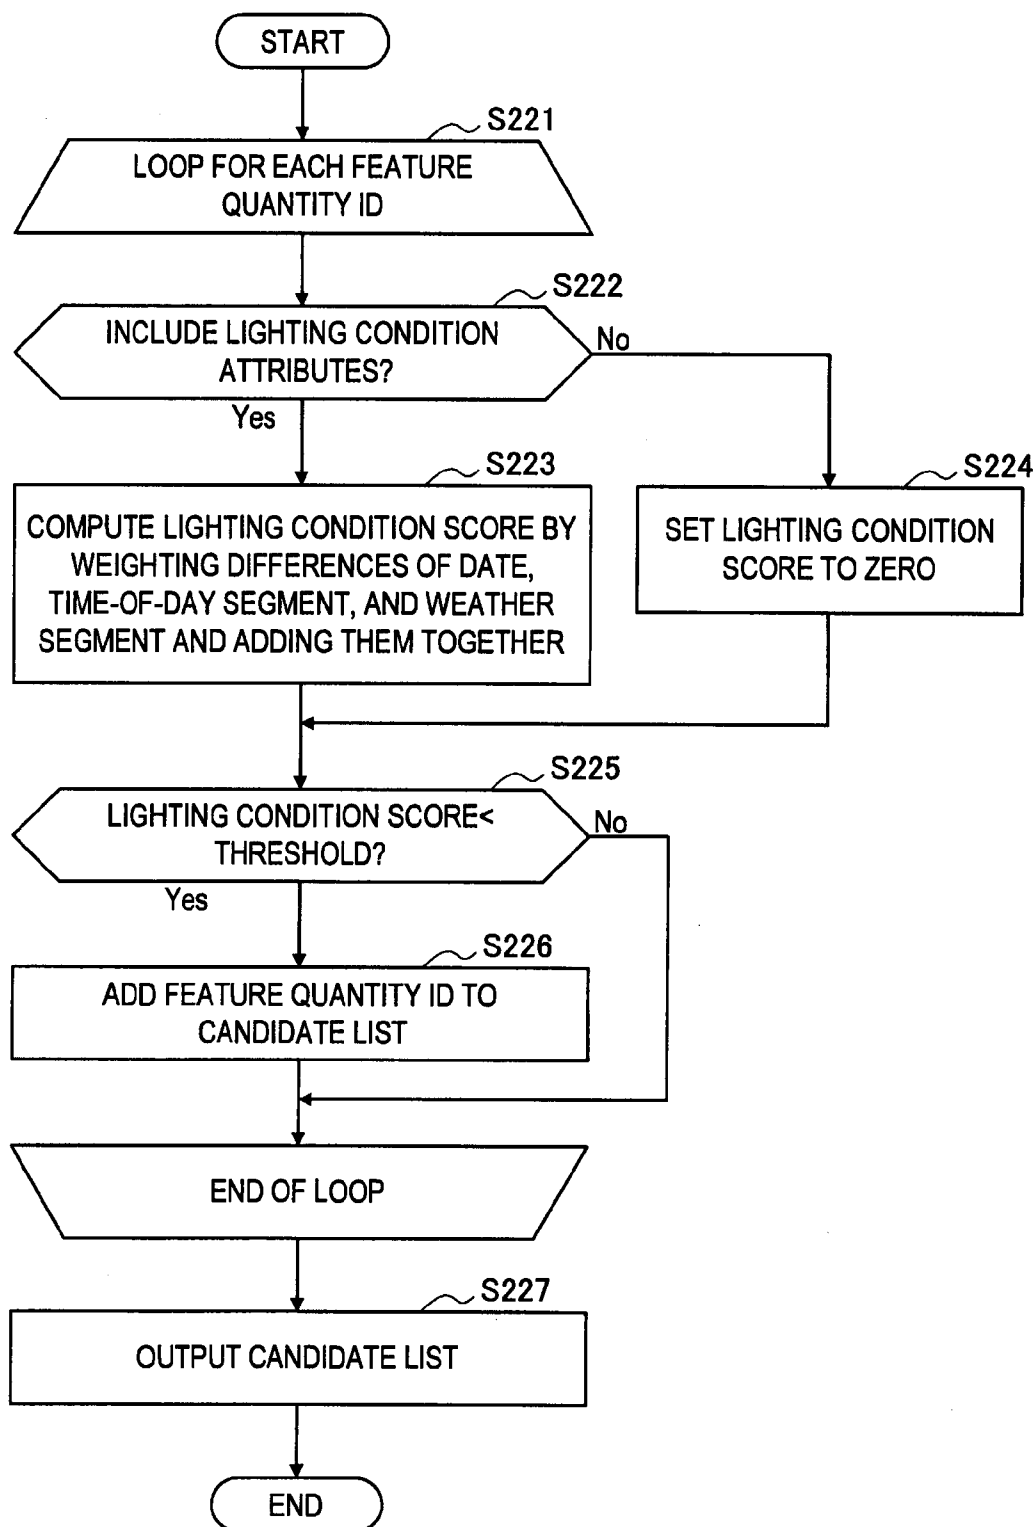 START
S221
LOOP FOR EACH FEATURE
QUANTITY ID
S222
INCLUDE LIGHTING CONDITION
ATTRIBUTES?
No
Yes
S223
COMPUTE LIGHTING CONDITION SCORE BY
WEIGHTING DIFFERENCES OF DATE,
TIME-OF-DAY SEGMENT, AND WEATHER
SEGMENT AND ADDING THEM TOGETHER
S224
SET LIGHTING CONDITION
SCORE TO ZERO
S225
LIGHTING CONDITION SCORE<
THRESHOLD?
No
Yes
S226
ADD FEATURE QUANTITY ID TO
CANDIDATE LIST
END OF LOOP
S227
OUTPUT CANDIDATE LIST
END